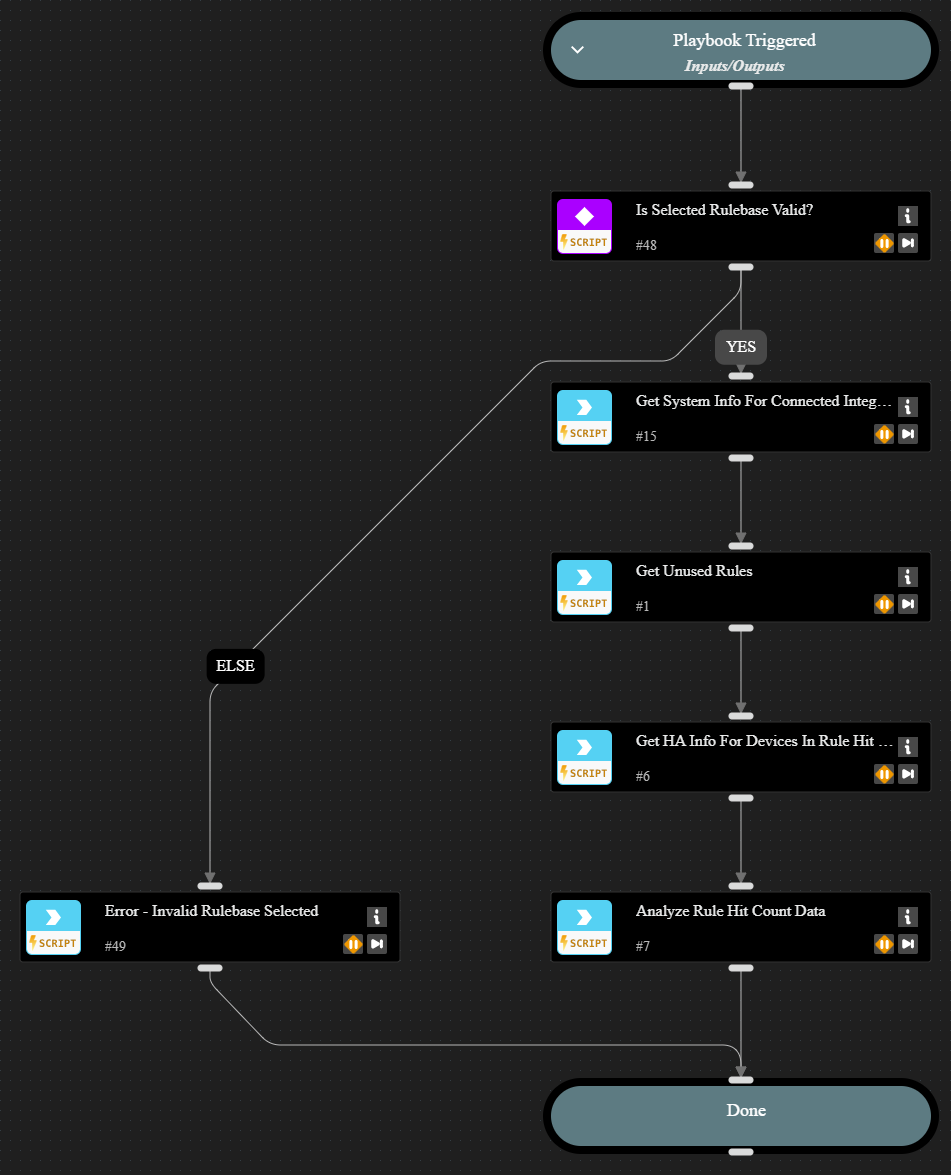 Playbook Triggered
Inputs/Outputs
Is Selected Rulebase Valid?
SCRIPT
#48
YES
Get System Info For Connected Integ…
SCRIPT
#15
Get Unused Rules
SCRIPT
#1
ELSE
Get HA Info For Devices In Rule Hit …
SCRIPT
#6
Error - Invalid Rulebase Selected
SCRIPT
#49
Analyze Rule Hit Count Data
SCRIPT
#7
Done